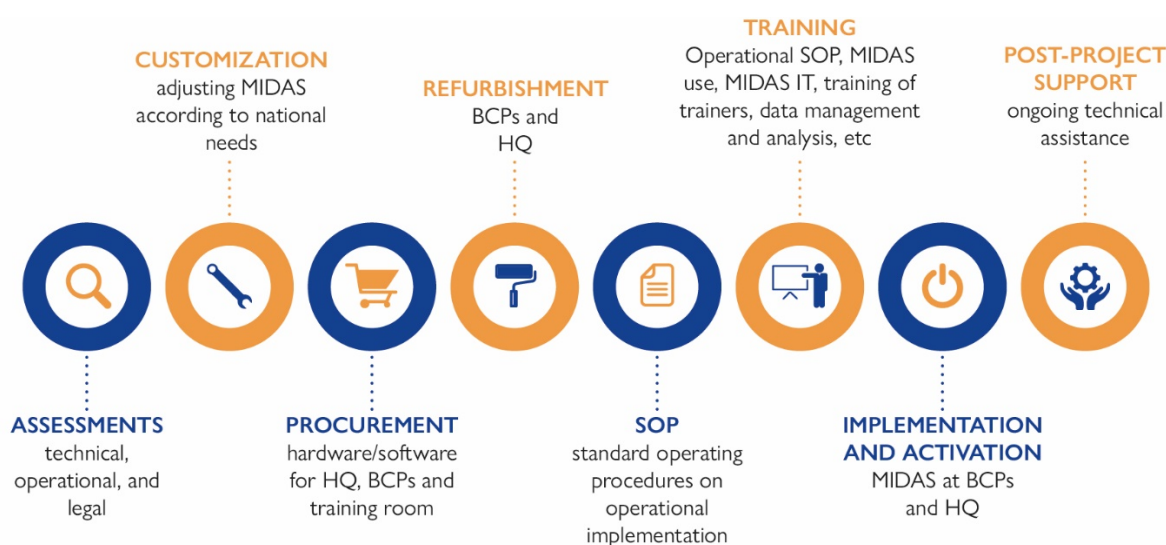 CUSTOMIZATION
adjusting MIDAS
according to national
needs
REFURBISHMENT
BCPs and
HQ
TRAINING
Operational SOP, MIDAS
use, MIDAS IT, training of
trainers, data management
and analysis, etc
POST-PROJECT
SUPPORT
ongoing technical
assistance
ASSESSMENTS
technical,
operational, and
legal
PROCUREMENT
hardware/software
for HQ, BCPs and
training room
SOP
standard operating
procedures on
operational
implementation
IMPLEMENTATION
AND ACTIVATION
MIDAS at BCPs
and HQ